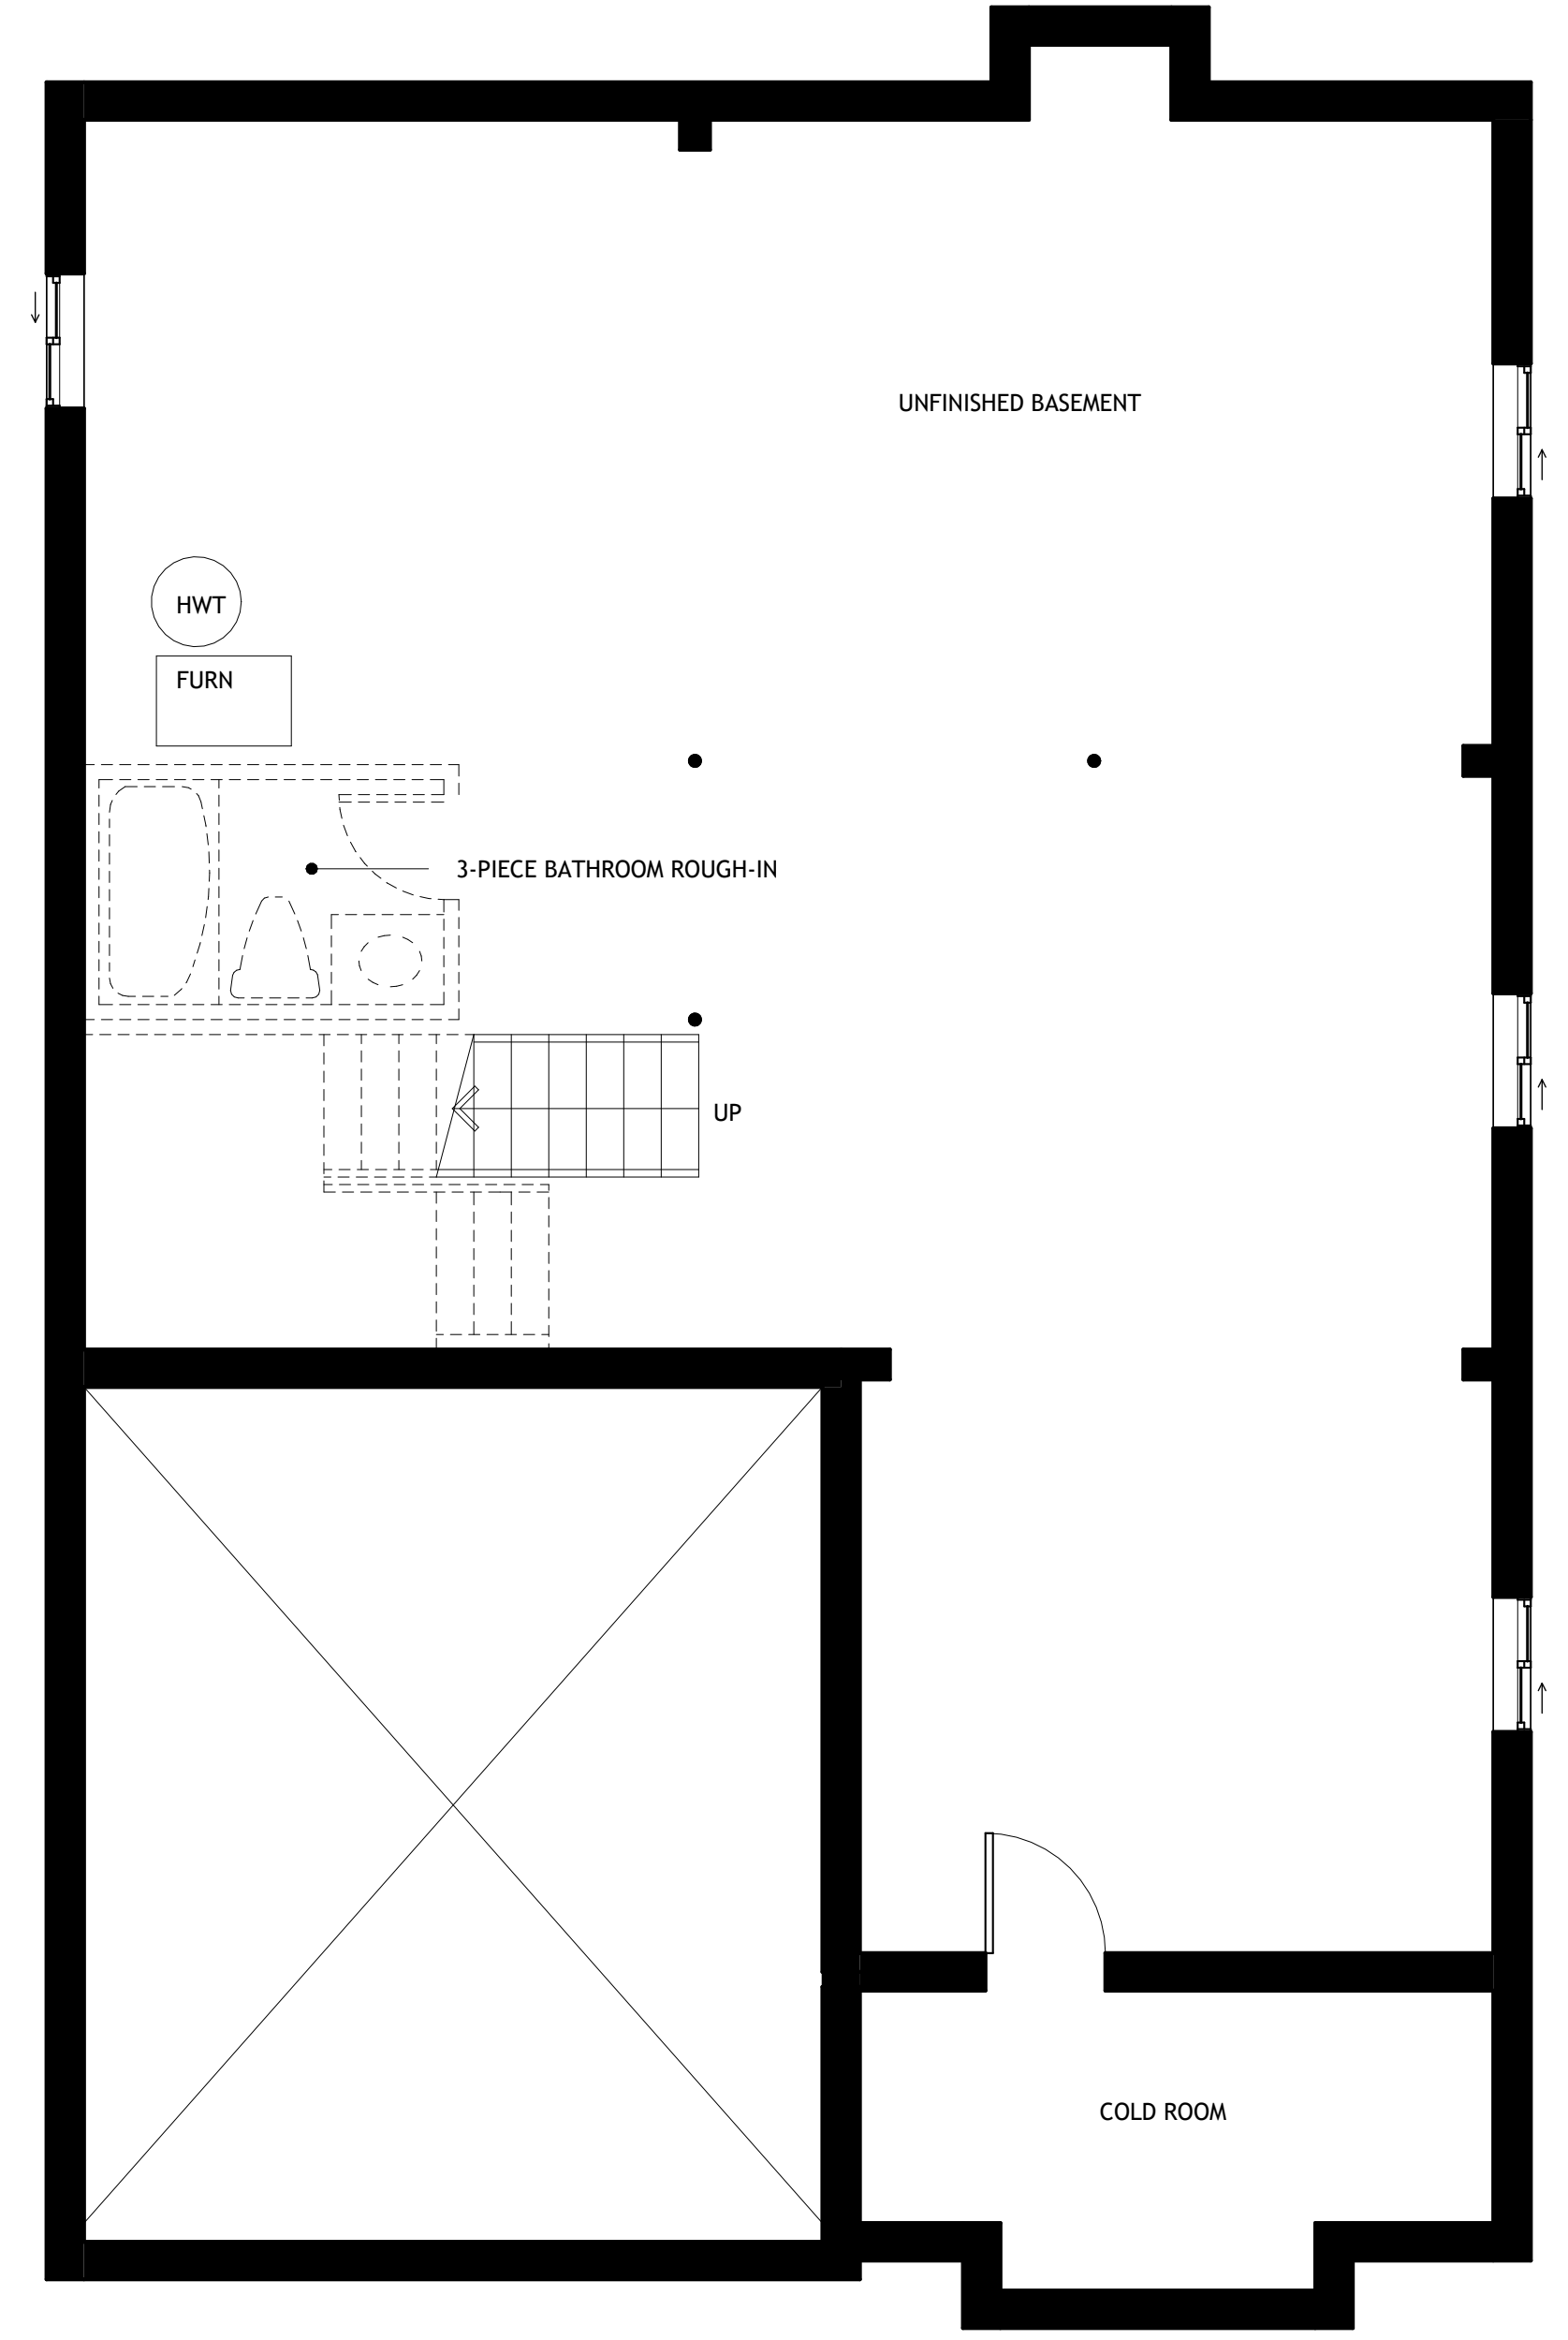 UNFINISHED BASEMENT
HWT
FURN
3-PIECE BATHROOM ROUGH-IN
UP
COLD ROOM